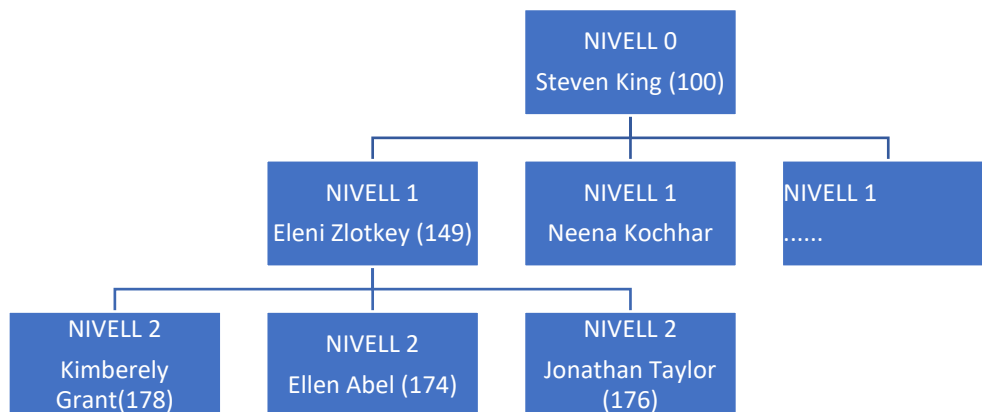 NIVELL 0
Steven King (100)
NIVELL 1
Eleni Zlotkey (149)
NIVELL 1
Neena Kochhar
NIVELL 1
......
NIVELL 2
Kimberely
Grant(178)
NIVELL 2
Ellen Abel (174)
NIVELL 2
Jonathan Taylor
(176)